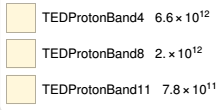 TEDProtonBand4 6.6 × 10¹²
TEDProtonBand8 2. × 10¹²
TEDProtonBand11 7.8 × 10¹¹